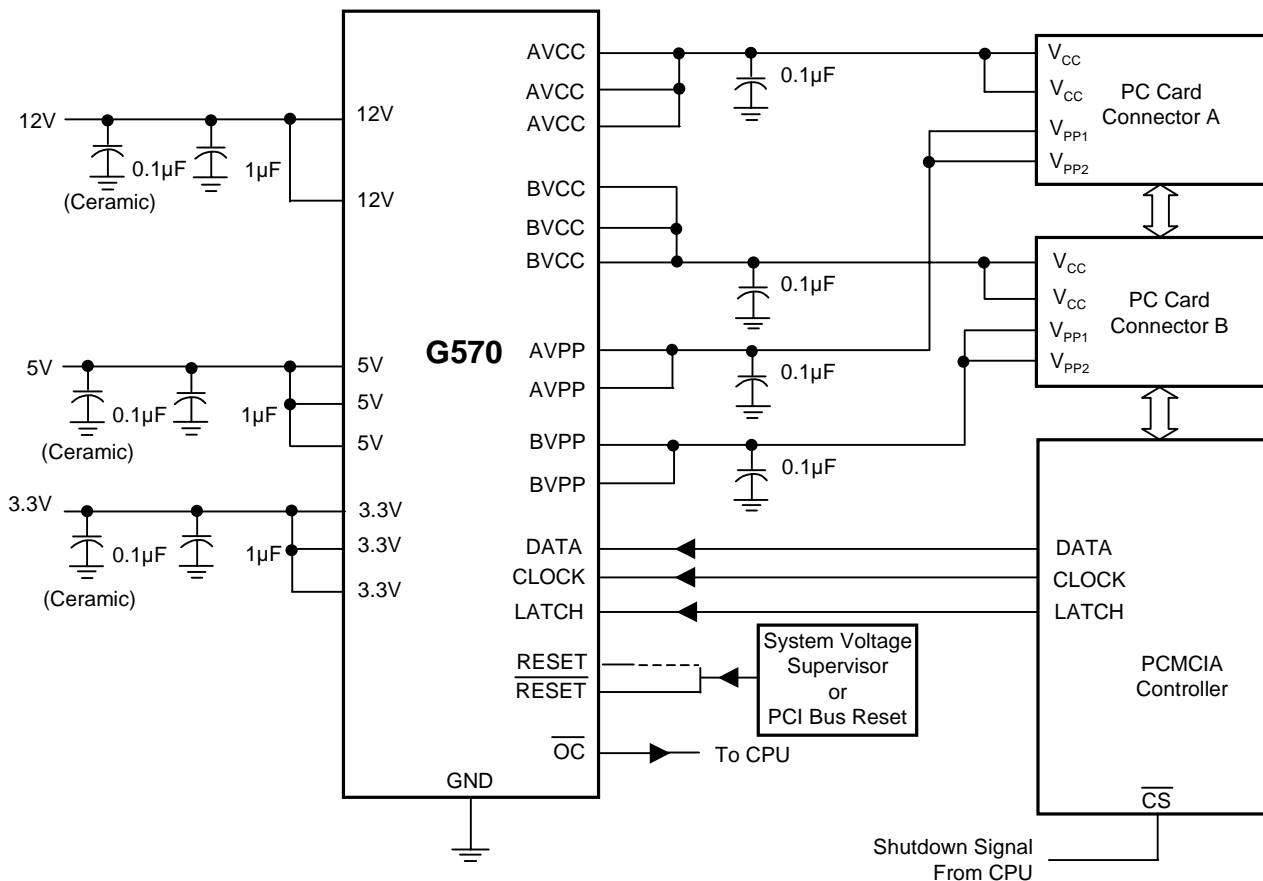 12V
0.1µF
(Ceramic)
1µF
12V
12V
5V
0.1µF
(Ceramic)
1µF
5V
5V
5V
3.3V
0.1µF
(Ceramic)
1µF
3.3V
3.3V
3.3V
G570
AVCC
AVCC
AVCC
BVCC
BVCC
BVCC
AVPP
AVPP
BVPP
BVPP
DATA
CLOCK
LATCH
RESET
RESET
OC
GND
0.1µF
0.1µF
0.1µF
0.1µF
To CPU
System Voltage
Supervisor
or
PCI Bus Reset
VCC
VCC
VPP1
VPP2
PC Card
Connector A
VCC
VCC
VPP1
VPP2
PC Card
Connector B
DATA
CLOCK
LATCH
PCMCIA
Controller
CS
Shutdown Signal
From CPU